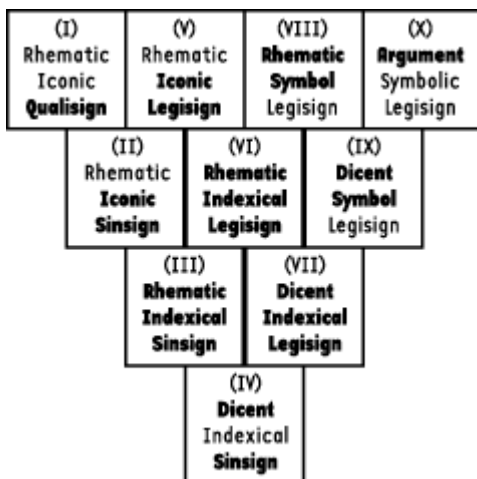 (I) (V) (VIII) (X)
Rhematic Rhematic Rhematic Argument
Iconic Iconic Symbol Symbolic
Qualisign Legisign Legisign Legisign
(II) (VI) (IX)
Rhematic Rhematic Dicent
Iconic Indexical Symbol
Sinsign Legisign Legisign
(III) (VII)
Rhematic Dicent
Indexical Indexical
Sinsign Legisign
(IV)
Dicent
Indexical
Sinsign